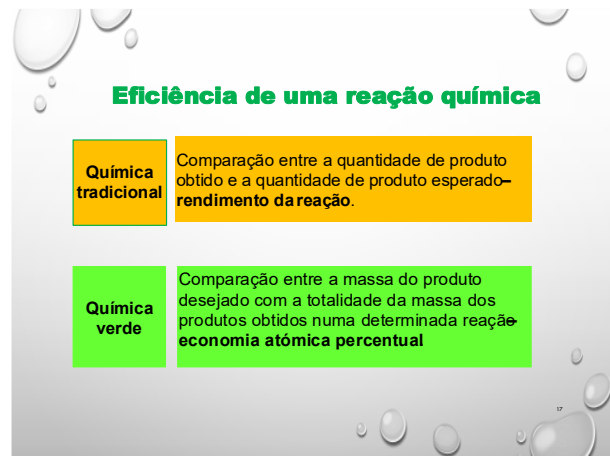 Eficiência de uma reação química
Química
tradicional
Comparação entre a quantidade de produto
obtido e a quantidade de produto esperado–
rendimento da reação.
Química
verde
Comparação entre a massa do produto
desejado com a totalidade da massa dos
produtos obtidos numa determinada reação–
economia atómica percentual
17